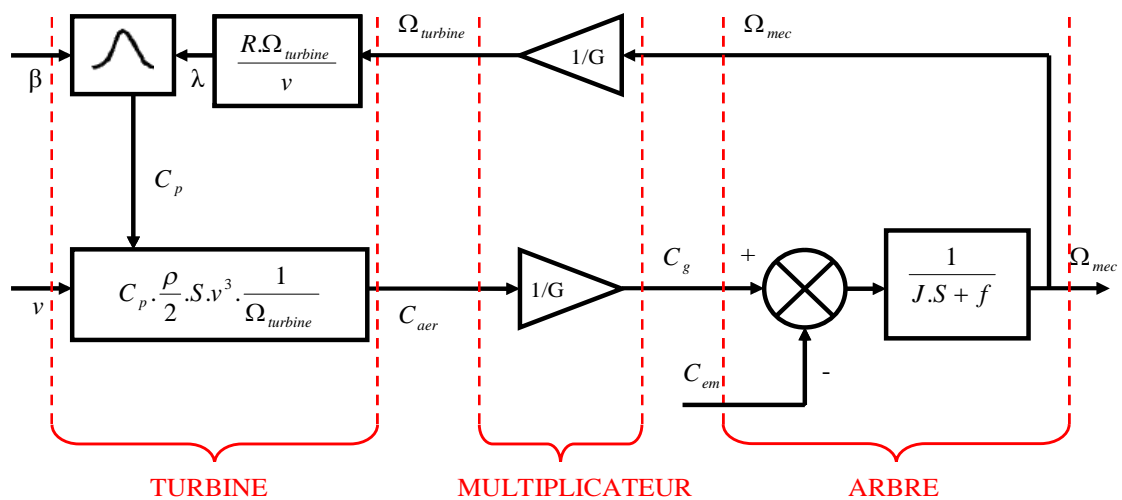 β
λ
R.Ω_turbine / v
Ω_turbine
1/G
Ω_mec
C_p
v
C_p . ρ/2 . S.v³ . 1/Ω_turbine
C_aer
1/G
C_g
+
-
C_em
1 / J.S + f
Ω_mec
TURBINE
MULTIPLICATEUR
ARBRE